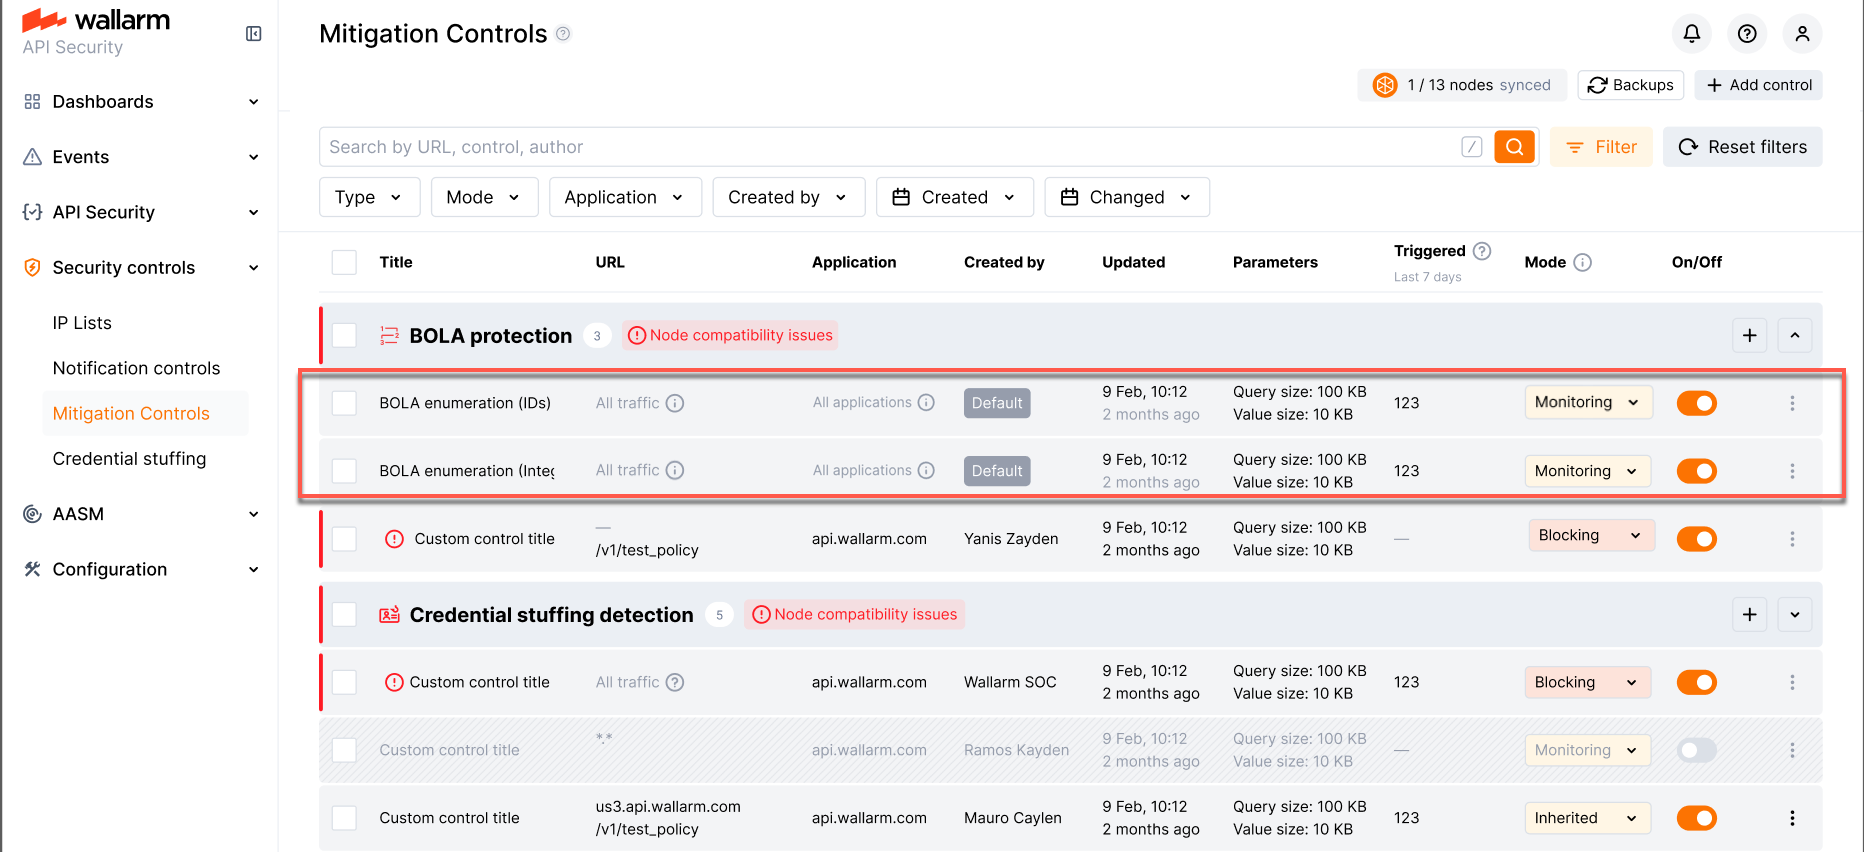 wallarm
API Security
Dashboards
Events
API Security
Security controls
IP Lists
Notification controls
Mitigation Controls
Credential stuffing
AASM
Configuration
Mitigation Controls ?
1 / 13 nodes synced
Backups
+ Add control
Search by URL, control, author /
Filter
Reset filters
Type
Mode
Application
Created by
Created
Changed
Title URL Application Created by Updated Parameters Triggered ? Mode On/Off
Last 7 days
BOLA protection 3 Node compatibility issues
BOLA enumeration (IDs) All traffic All applications Default 9 Feb, 10:12 Query size: 100 KB 123 Monitoring
2 months ago Value size: 10 KB
BOLA enumeration (Integ All traffic All applications Default 9 Feb, 10:12 Query size: 100 KB 123 Monitoring
2 months ago Value size: 10 KB
Custom control title — api.wallarm.com Yanis Zayden 9 Feb, 10:12 Query size: 100 KB — Blocking
/v1/test_policy 2 months ago Value size: 10 KB
Credential stuffing detection 5 Node compatibility issues
Custom control title All traffic ? api.wallarm.com Wallarm SOC 9 Feb, 10:12 Query size: 100 KB 123 Blocking
2 months ago Value size: 10 KB
Custom control title *.* api.wallarm.com Ramos Kayden 9 Feb, 10:12 Query size: 100 KB — Monitoring
2 months ago Value size: 10 KB
Custom control title us3.api.wallarm.com api.wallarm.com Mauro Caylen 9 Feb, 10:12 Query size: 100 KB 123 Inherited
/v1/test_policy 2 months ago Value size: 10 KB